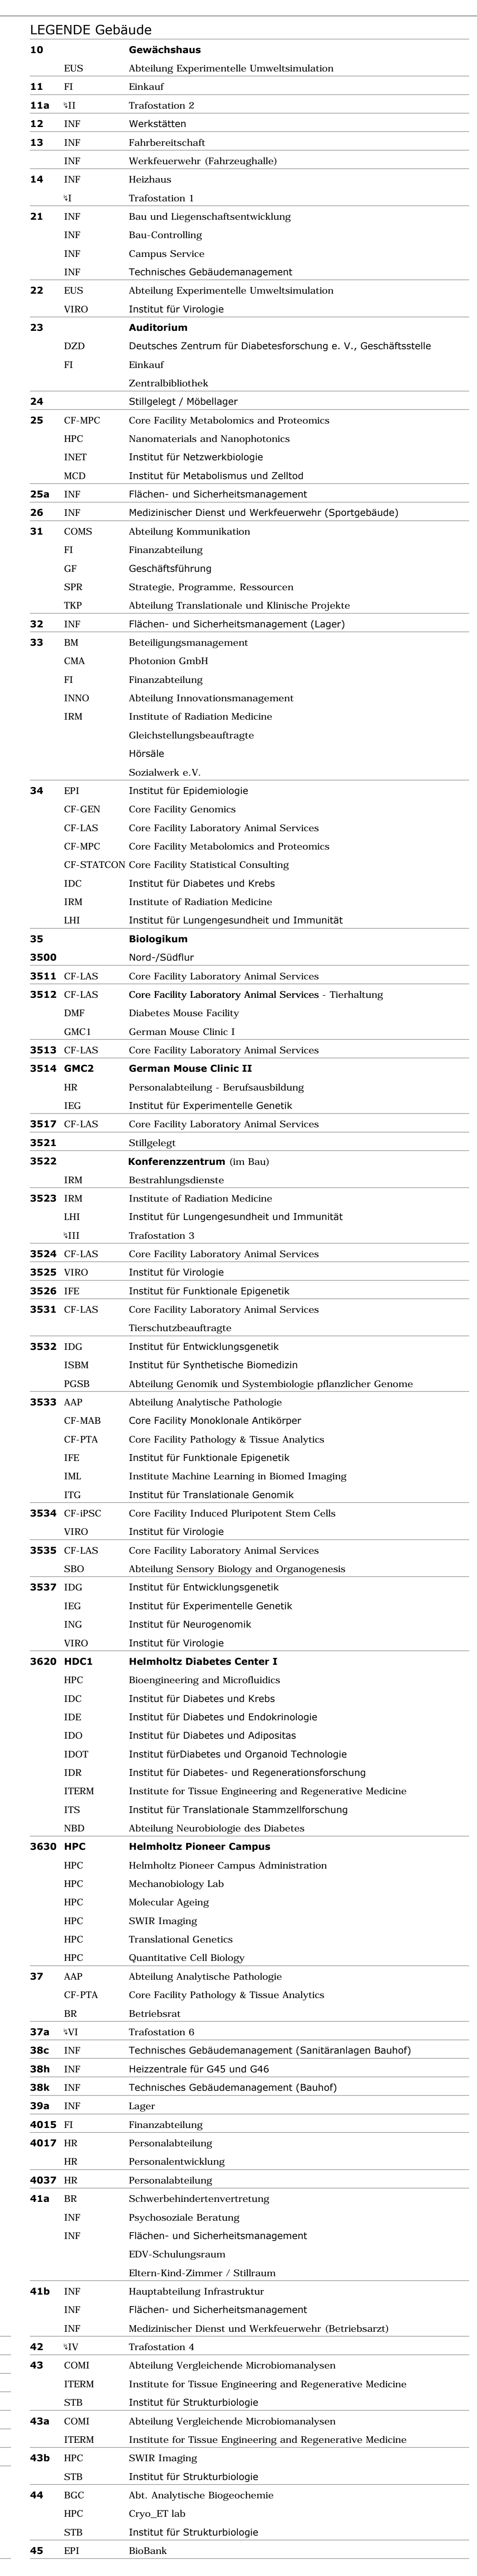 LEGENDE Gebäude
10 Gewächshaus
EUS Abteilung Experimentelle Umweltsimulation
11 FI Einkauf
11a ↯II Trafostation 2
12 INF Werkstätten
13 INF Fahrbereitschaft
INF Werkfeuerwehr (Fahrzeughalle)
14 INF Heizhaus
↯I Trafostation 1
21 INF Bau und Liegenschaftsentwicklung
INF Bau-Controlling
INF Campus Service
INF Technisches Gebäudemanagement
22 EUS Abteilung Experimentelle Umweltsimulation
VIRO Institut für Virologie
23 Auditorium
DZD Deutsches Zentrum für Diabetesforschung e. V., Geschäftsstelle
FI Einkauf
Zentralbibliothek
24 Stillgelegt / Möbellager
25 CF-MPC Core Facility Metabolomics and Proteomics
HPC Nanomaterials and Nanophotonics
INET Institut für Netzwerkbiologie
MCD Institut für Metabolismus und Zelltod
25a INF Flächen- und Sicherheitsmanagement
26 INF Medizinischer Dienst und Werkfeuerwehr (Sportgebäude)
31 COMS Abteilung Kommunikation
FI Finanzabteilung
GF Geschäftsführung
SPR Strategie, Programme, Ressourcen
TKP Abteilung Translationale und Klinische Projekte
32 INF Flächen- und Sicherheitsmanagement (Lager)
33 BM Beteiligungsmanagement
CMA Photonion GmbH
FI Finanzabteilung
INNO Abteilung Innovationsmanagement
IRM Institute of Radiation Medicine
Gleichstellungsbeauftragte
Hörsäle
Sozialwerk e.V.
34 EPI Institut für Epidemiologie
CF-GEN Core Facility Genomics
CF-LAS Core Facility Laboratory Animal Services
CF-MPC Core Facility Metabolomics and Proteomics
CF-STATCON Core Facility Statistical Consulting
IDC Institut für Diabetes und Krebs
IRM Institute of Radiation Medicine
LHI Institut für Lungengesundheit und Immunität
35 Biologikum
3500 Nord-/Südflur
3511 CF-LAS Core Facility Laboratory Animal Services
3512 CF-LAS Core Facility Laboratory Animal Services - Tierhaltung
DMF Diabetes Mouse Facility
GMC1 German Mouse Clinic I
3513 CF-LAS Core Facility Laboratory Animal Services
3514 GMC2 German Mouse Clinic II
HR Personalabteilung - Berufsausbildung
IEG Institut für Experimentelle Genetik
3517 CF-LAS Core Facility Laboratory Animal Services
3521 Stillgelegt
3522 Konferenzzentrum (im Bau)
IRM Bestrahlungsdienste
3523 IRM Institute of Radiation Medicine
LHI Institut für Lungengesundheit und Immunität
↯III Trafostation 3
3524 CF-LAS Core Facility Laboratory Animal Services
3525 VIRO Institut für Virologie
3526 IFE Institut für Funktionale Epigenetik
3531 CF-LAS Core Facility Laboratory Animal Services
Tierschutzbeauftragte
3532 IDG Institut für Entwicklungsgenetik
ISBM Institut für Synthetische Biomedizin
PGSB Abteilung Genomik und Systembiologie pflanzlicher Genome
3533 AAP Abteilung Analytische Pathologie
CF-MAB Core Facility Monoklonale Antikörper
CF-PTA Core Facility Pathology & Tissue Analytics
IFE Institut für Funktionale Epigenetik
IML Institute Machine Learning in Biomed Imaging
ITG Institut für Translationale Genomik
3534 CF-iPSC Core Facility Induced Pluripotent Stem Cells
VIRO Institut für Virologie
3535 CF-LAS Core Facility Laboratory Animal Services
SBO Abteilung Sensory Biology and Organogenesis
3537 IDG Institut für Entwicklungsgenetik
IEG Institut für Experimentelle Genetik
ING Institut für Neurogenomik
VIRO Institut für Virologie
3620 HDC1 Helmholtz Diabetes Center I
HPC Bioengineering and Microfluidics
IDC Institut für Diabetes und Krebs
IDE Institut für Diabetes und Endokrinologie
IDO Institut für Diabetes und Adipositas
IDOT Institut fürDiabetes und Organoid Technologie
IDR Institut für Diabetes- und Regenerationsforschung
ITERM Institute for Tissue Engineering and Regenerative Medicine
ITS Institut für Translationale Stammzellforschung
NBD Abteilung Neurobiologie des Diabetes
3630 HPC Helmholtz Pioneer Campus
HPC Helmholtz Pioneer Campus Administration
HPC Mechanobiology Lab
HPC Molecular Ageing
HPC SWIR Imaging
HPC Translational Genetics
HPC Quantitative Cell Biology
37 AAP Abteilung Analytische Pathologie
CF-PTA Core Facility Pathology & Tissue Analytics
BR Betriebsrat
37a ↯VI Trafostation 6
38c INF Technisches Gebäudemanagement (Sanitäranlagen Bauhof)
38h INF Heizzentrale für G45 und G46
38k INF Technisches Gebäudemanagement (Bauhof)
39a INF Lager
4015 FI Finanzabteilung
4017 HR Personalabteilung
HR Personalentwicklung
4037 HR Personalabteilung
41a BR Schwerbehindertenvertretung
INF Psychosoziale Beratung
INF Flächen- und Sicherheitsmanagement
EDV-Schulungsraum
Eltern-Kind-Zimmer / Stillraum
41b INF Hauptabteilung Infrastruktur
INF Flächen- und Sicherheitsmanagement
INF Medizinischer Dienst und Werkfeuerwehr (Betriebsarzt)
42 ↯IV Trafostation 4
43 COMI Abteilung Vergleichende Microbiomanalysen
ITERM Institute for Tissue Engineering and Regenerative Medicine
STB Institut für Strukturbiologie
43a COMI Abteilung Vergleichende Microbiomanalysen
ITERM Institute for Tissue Engineering and Regenerative Medicine
43b HPC SWIR Imaging
STB Institut für Strukturbiologie
44 BGC Abt. Analytische Biogeochemie
HPC Cryo_ET lab
STB Institut für Strukturbiologie
45 EPI BioBank